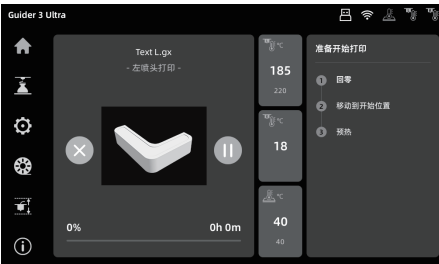 Guider 3 Ultra
Text L.gx
- 左喷头打印 -
℃
185
220
℃
18
℃
40
40
0%
0h 0m
准备开始打印
1 回零
2 移动到开始位置
3 预热